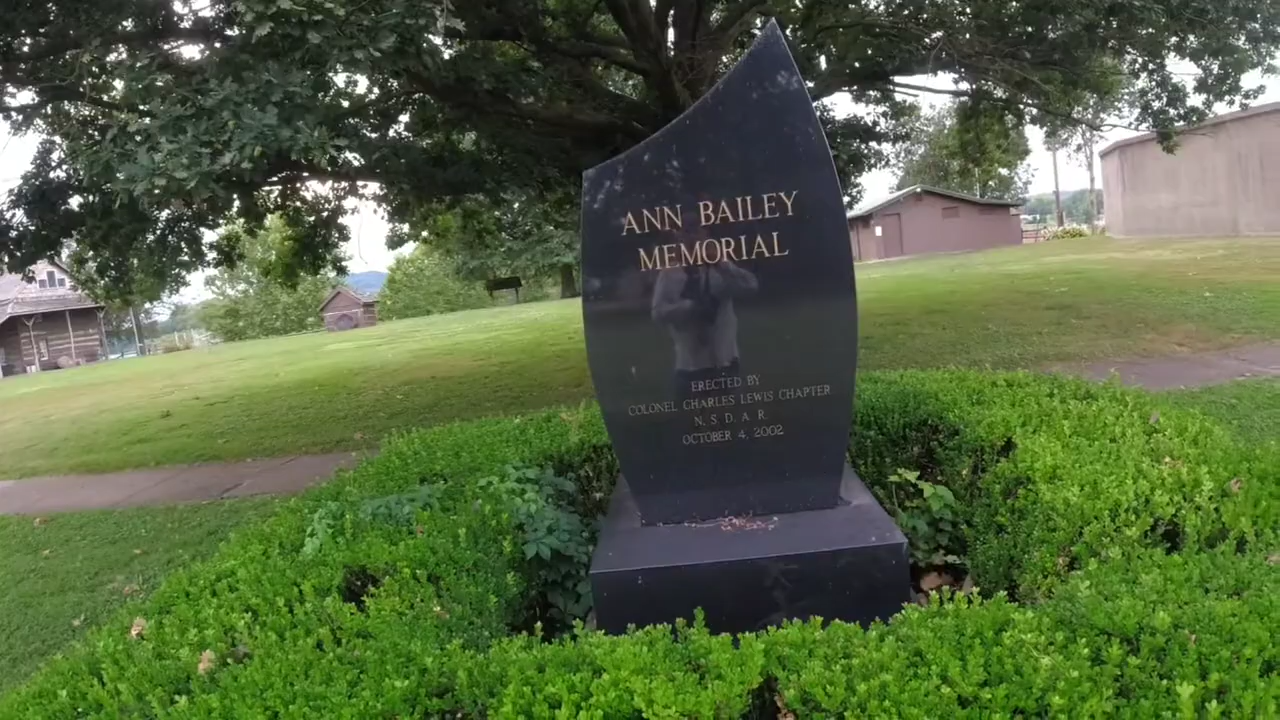 ANN BAILEY
MEMORIAL
ERECTED BY
COLONEL CHARLES LEWIS CHAPTER
N. S. D. A. R.
OCTOBER 4, 2002